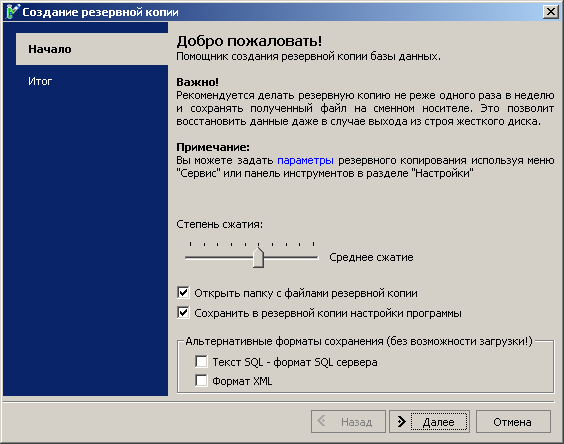 Создание резервной копии
Начало
Итог
Добро пожаловать!
Помощник создания резервной копии базы данных.
Важно!
Рекомендуется делать резервную копию не реже одного раза в неделю
и сохранять полученный файл на сменном носителе. Это позволит
восстановить данные даже в случае выхода из строя жесткого диска.
Примечание:
Вы можете задать параметры резервного копирования используя меню
"Сервис" или панель инструментов в разделе "Настройки"
Степень сжатия:
Среднее сжатие
Открыть папку с файлами резервной копии
Сохранить в резервной копии настройки программы
Альтернативные форматы сохранения (без возможности загрузки!)
Текст SQL - формат SQL сервера
Формат XML
Назад
Далее
Отмена